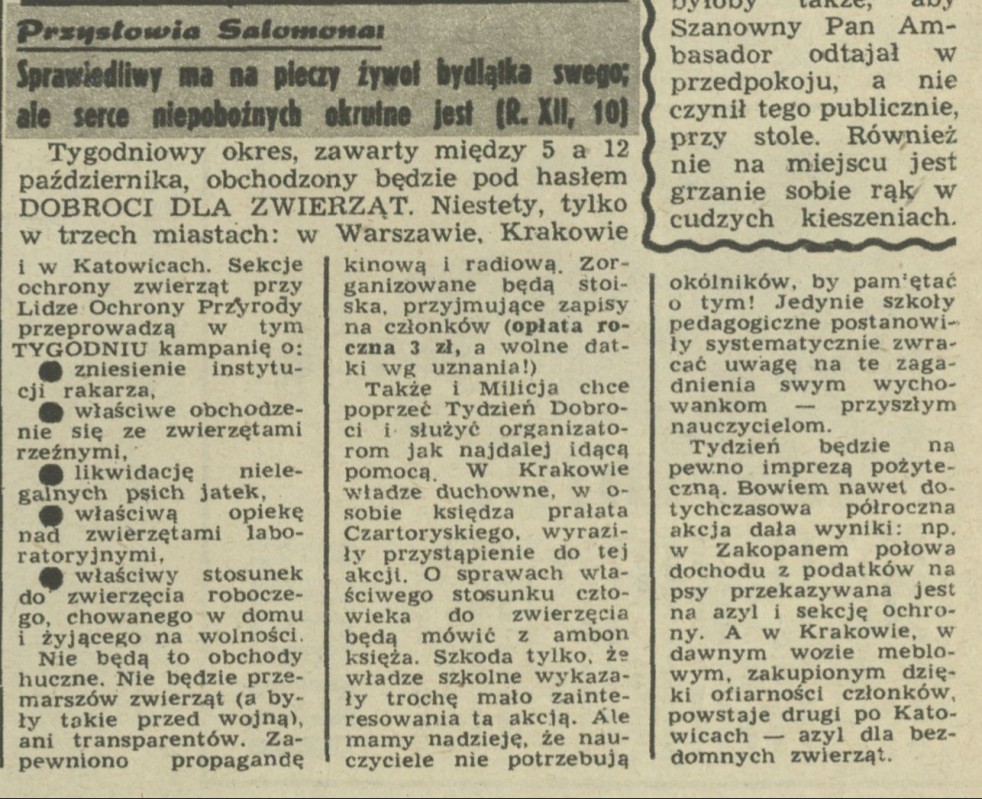 Przysłowia Salomona:
Sprawiedliwy ma na pieczy żywot bydlątka swego;
ale serce niepobożnych okrutne jest (R. XII, 10)
Tygodniowy okres, zawarty między 5 a 12
października, obchodzony będzie pod hasłem
DOBROCI DLA ZWIERZĄT. Niestety, tylko
w trzech miastach: w Warszawie, Krakowie
i w Katowicach. Sekcje
ochrony zwierząt przy
Lidze Ochrony Przyrody
przeprowadzą w tym
TYGODNIU kampanię o:
● zniesienie instytu-
cji rakarza,
● właściwe obchodze-
nie się ze zwierzętami
rzeźnymi,
● likwidację niele-
galnych psich jatek,
● właściwą opiekę
nad zwierzętami labo-
ratoryjnymi,
● właściwy stosunek
do zwierzęcia robocze-
go, chowanego w domu
i żyjącego na wolności.
Nie będą to obchody
huczne. Nie będzie prze-
marszów zwierząt (a by-
ły takie przed wojną),
ani transparentów. Za-
pewniono propagandę
kinową i radiową. Zor-
ganizowane będą stoi-
ska, przyjmujące zapisy
na członków (opłata ro-
czna 3 zł, a wolne dat-
ki wg uznania!)
Także i Milicja chce
poprzeć Tydzień Dobro-
ci i służyć organizato-
rom jak najdalej idącą
pomocą. W Krakowie
władze duchowne, w o-
sobie księdza prałata
Czartoryskiego, wyrazi-
ły przystąpienie do tej
akcji. O sprawach wła-
ściwego stosunku czło-
wieka do zwierzęcia
będą mówić z ambon
księża. Szkoda tylko, że
władze szkolne wykaza-
ły trochę mało zainte-
resowania tą akcją. Ale
mamy nadzieję, że nau-
czyciele nie potrzebują
okólników, by pamiętać
o tym! Jedynie szkoły
pedagogiczne postanowi-
ły systematycznie zwra-
cać uwagę na te zaga-
dnienia swym wycho-
wankom — przyszłym
nauczycielom.
Tydzień będzie na
pewno imprezą pożyte-
czną. Bowiem nawet do-
tychczasowa półroczna
akcja dała wyniki: np.
w Zakopanem połowa
dochodu z podatków na
psy przekazywana jest
na azyl i sekcję ochro-
ny. A w Krakowie, w
dawnym wozie meblo-
wym, zakupionym dzię-
ki ofiarności członków,
powstaje drugi po Kato-
wicach — azyl dla bez-
domnych zwierząt.
byłoby także, aby
Szanowny Pan Am-
basador odtajał w
przedpokoju, a nie
czynił tego publicznie,
przy stole. Również
nie na miejscu jest
grzanie sobie rąk w
cudzych kieszeniach.